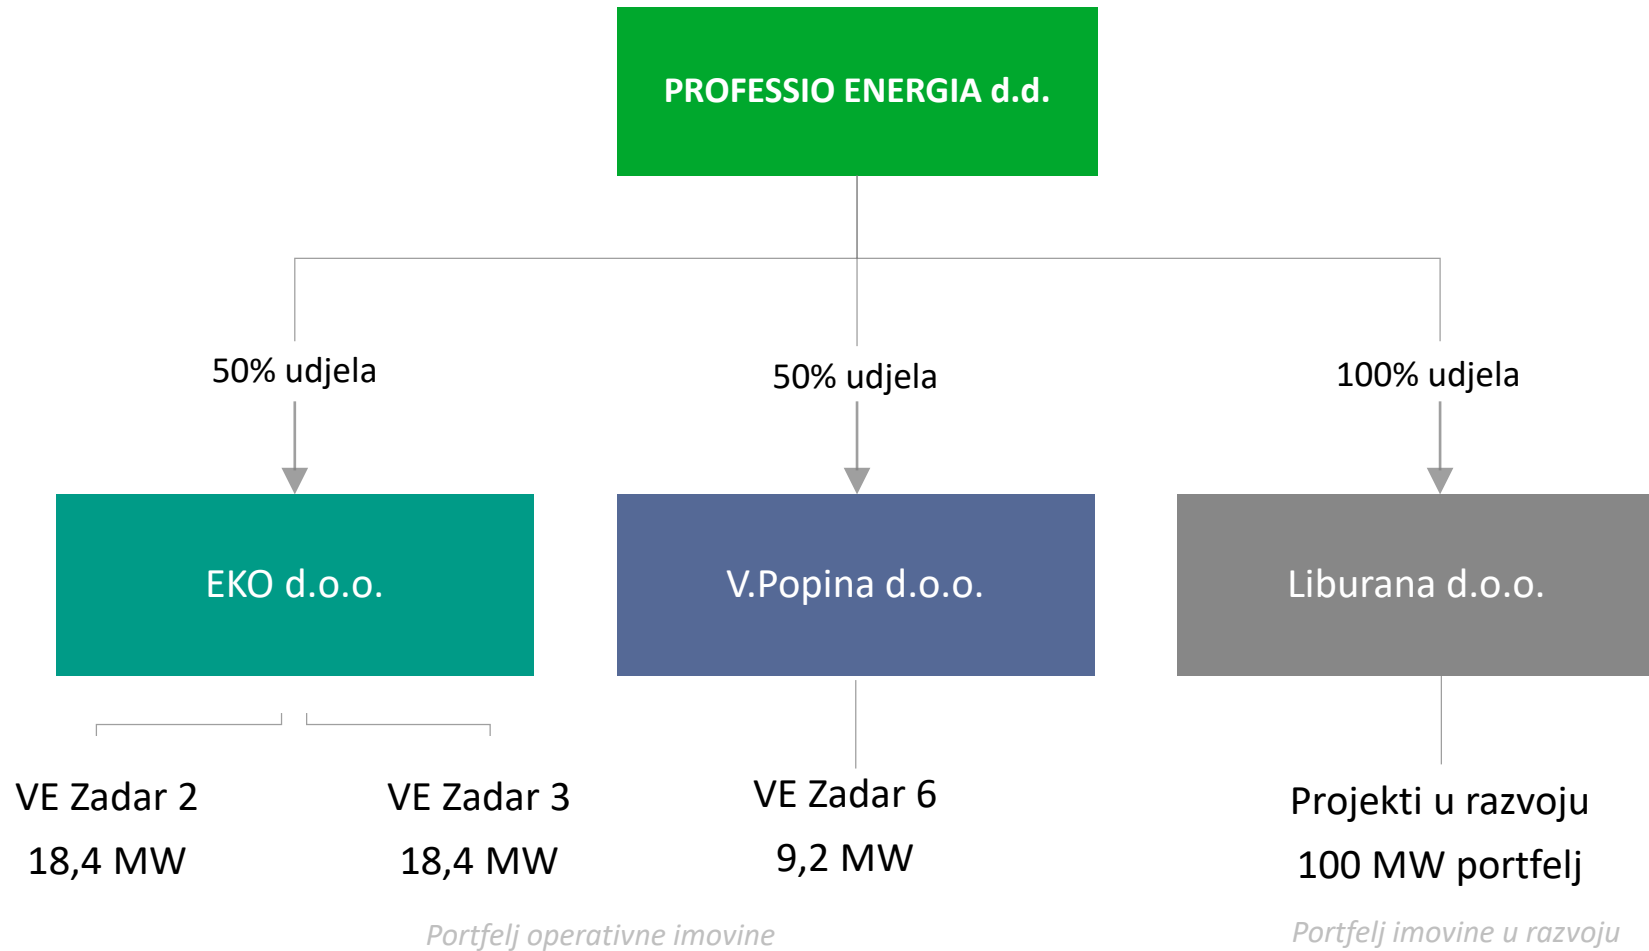 PROFESSIO ENERGIA d.d.
50% udjela
50% udjela
100% udjela
EKO d.o.o.
V.Popina d.o.o.
Liburana d.o.o.
VE Zadar 2
18,4 MW
VE Zadar 3
18,4 MW
VE Zadar 6
9,2 MW
Projekti u razvoju
100 MW portfelj
Portfelj operativne imovine
Portfelj imovine u razvoju